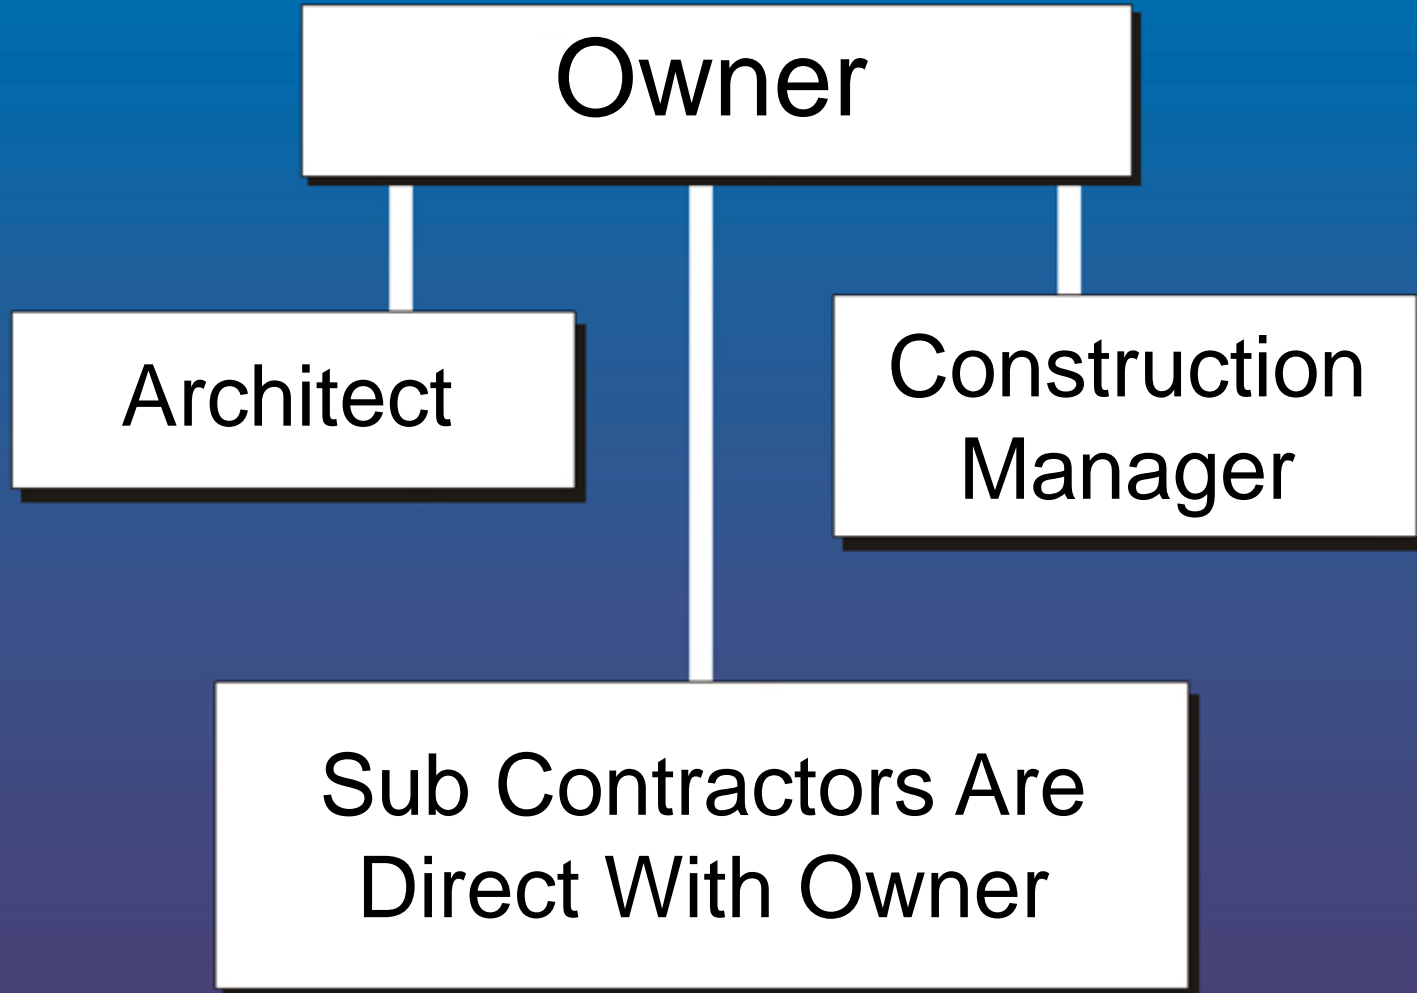 Owner
Architect
Construction
Manager
Sub Contractors Are
Direct With Owner